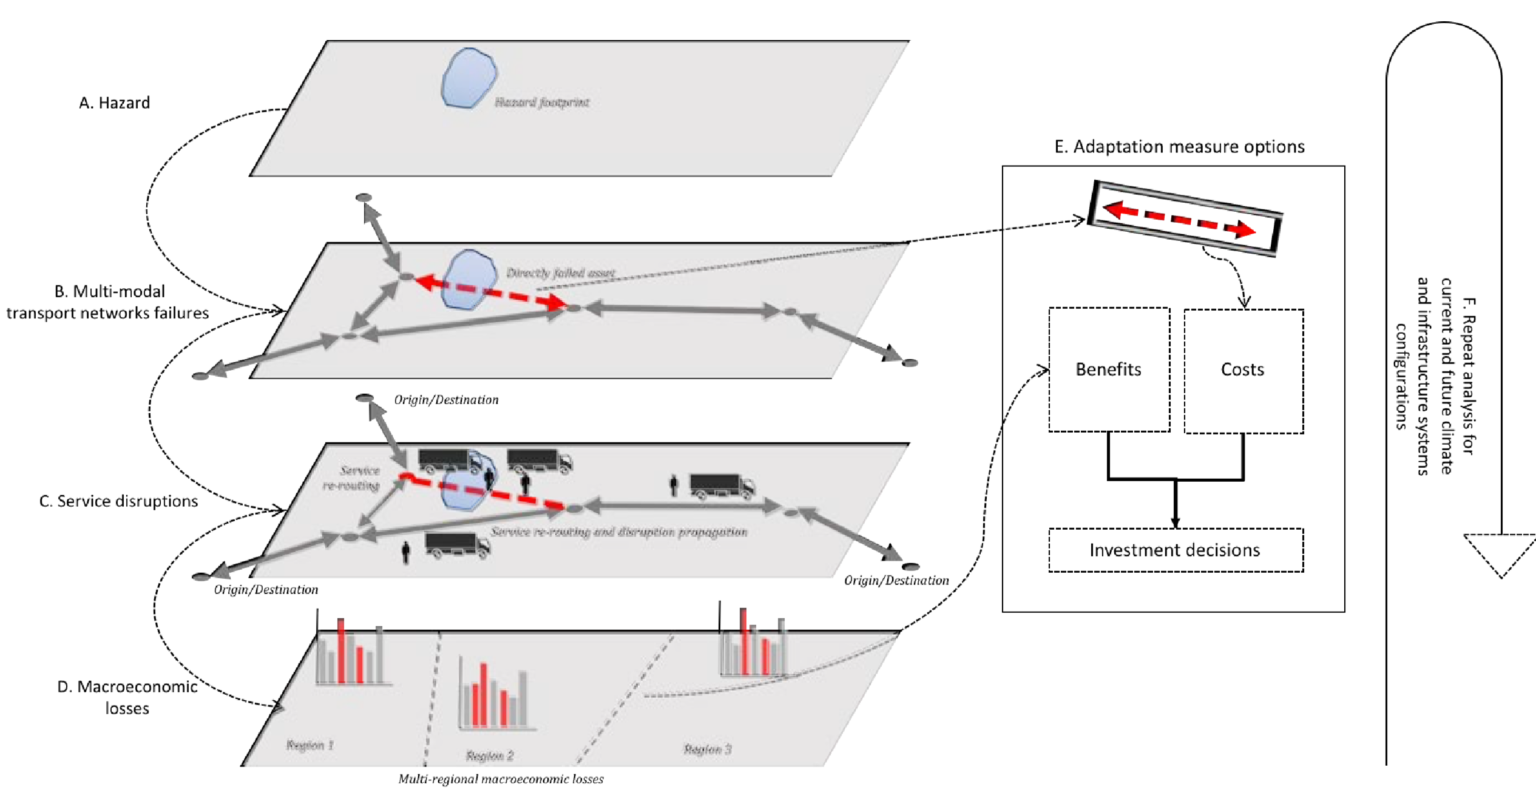 A. Hazard
Hazard footprint
B. Multi-modal
transport networks failures
Directly failed asset
Origin/Destination
C. Service disruptions
Service
re-routing
Service re-routing and disruption propagation
Origin/Destination
Origin/Destination
D. Macroeconomic
losses
Region 1
Region 2
Region 3
Multi-regional macroeconomic losses
E. Adaptation measure options
Benefits
Costs
Investment decisions
F. Repeat analysis for
current and future climate
and infrastructure systems
configurations